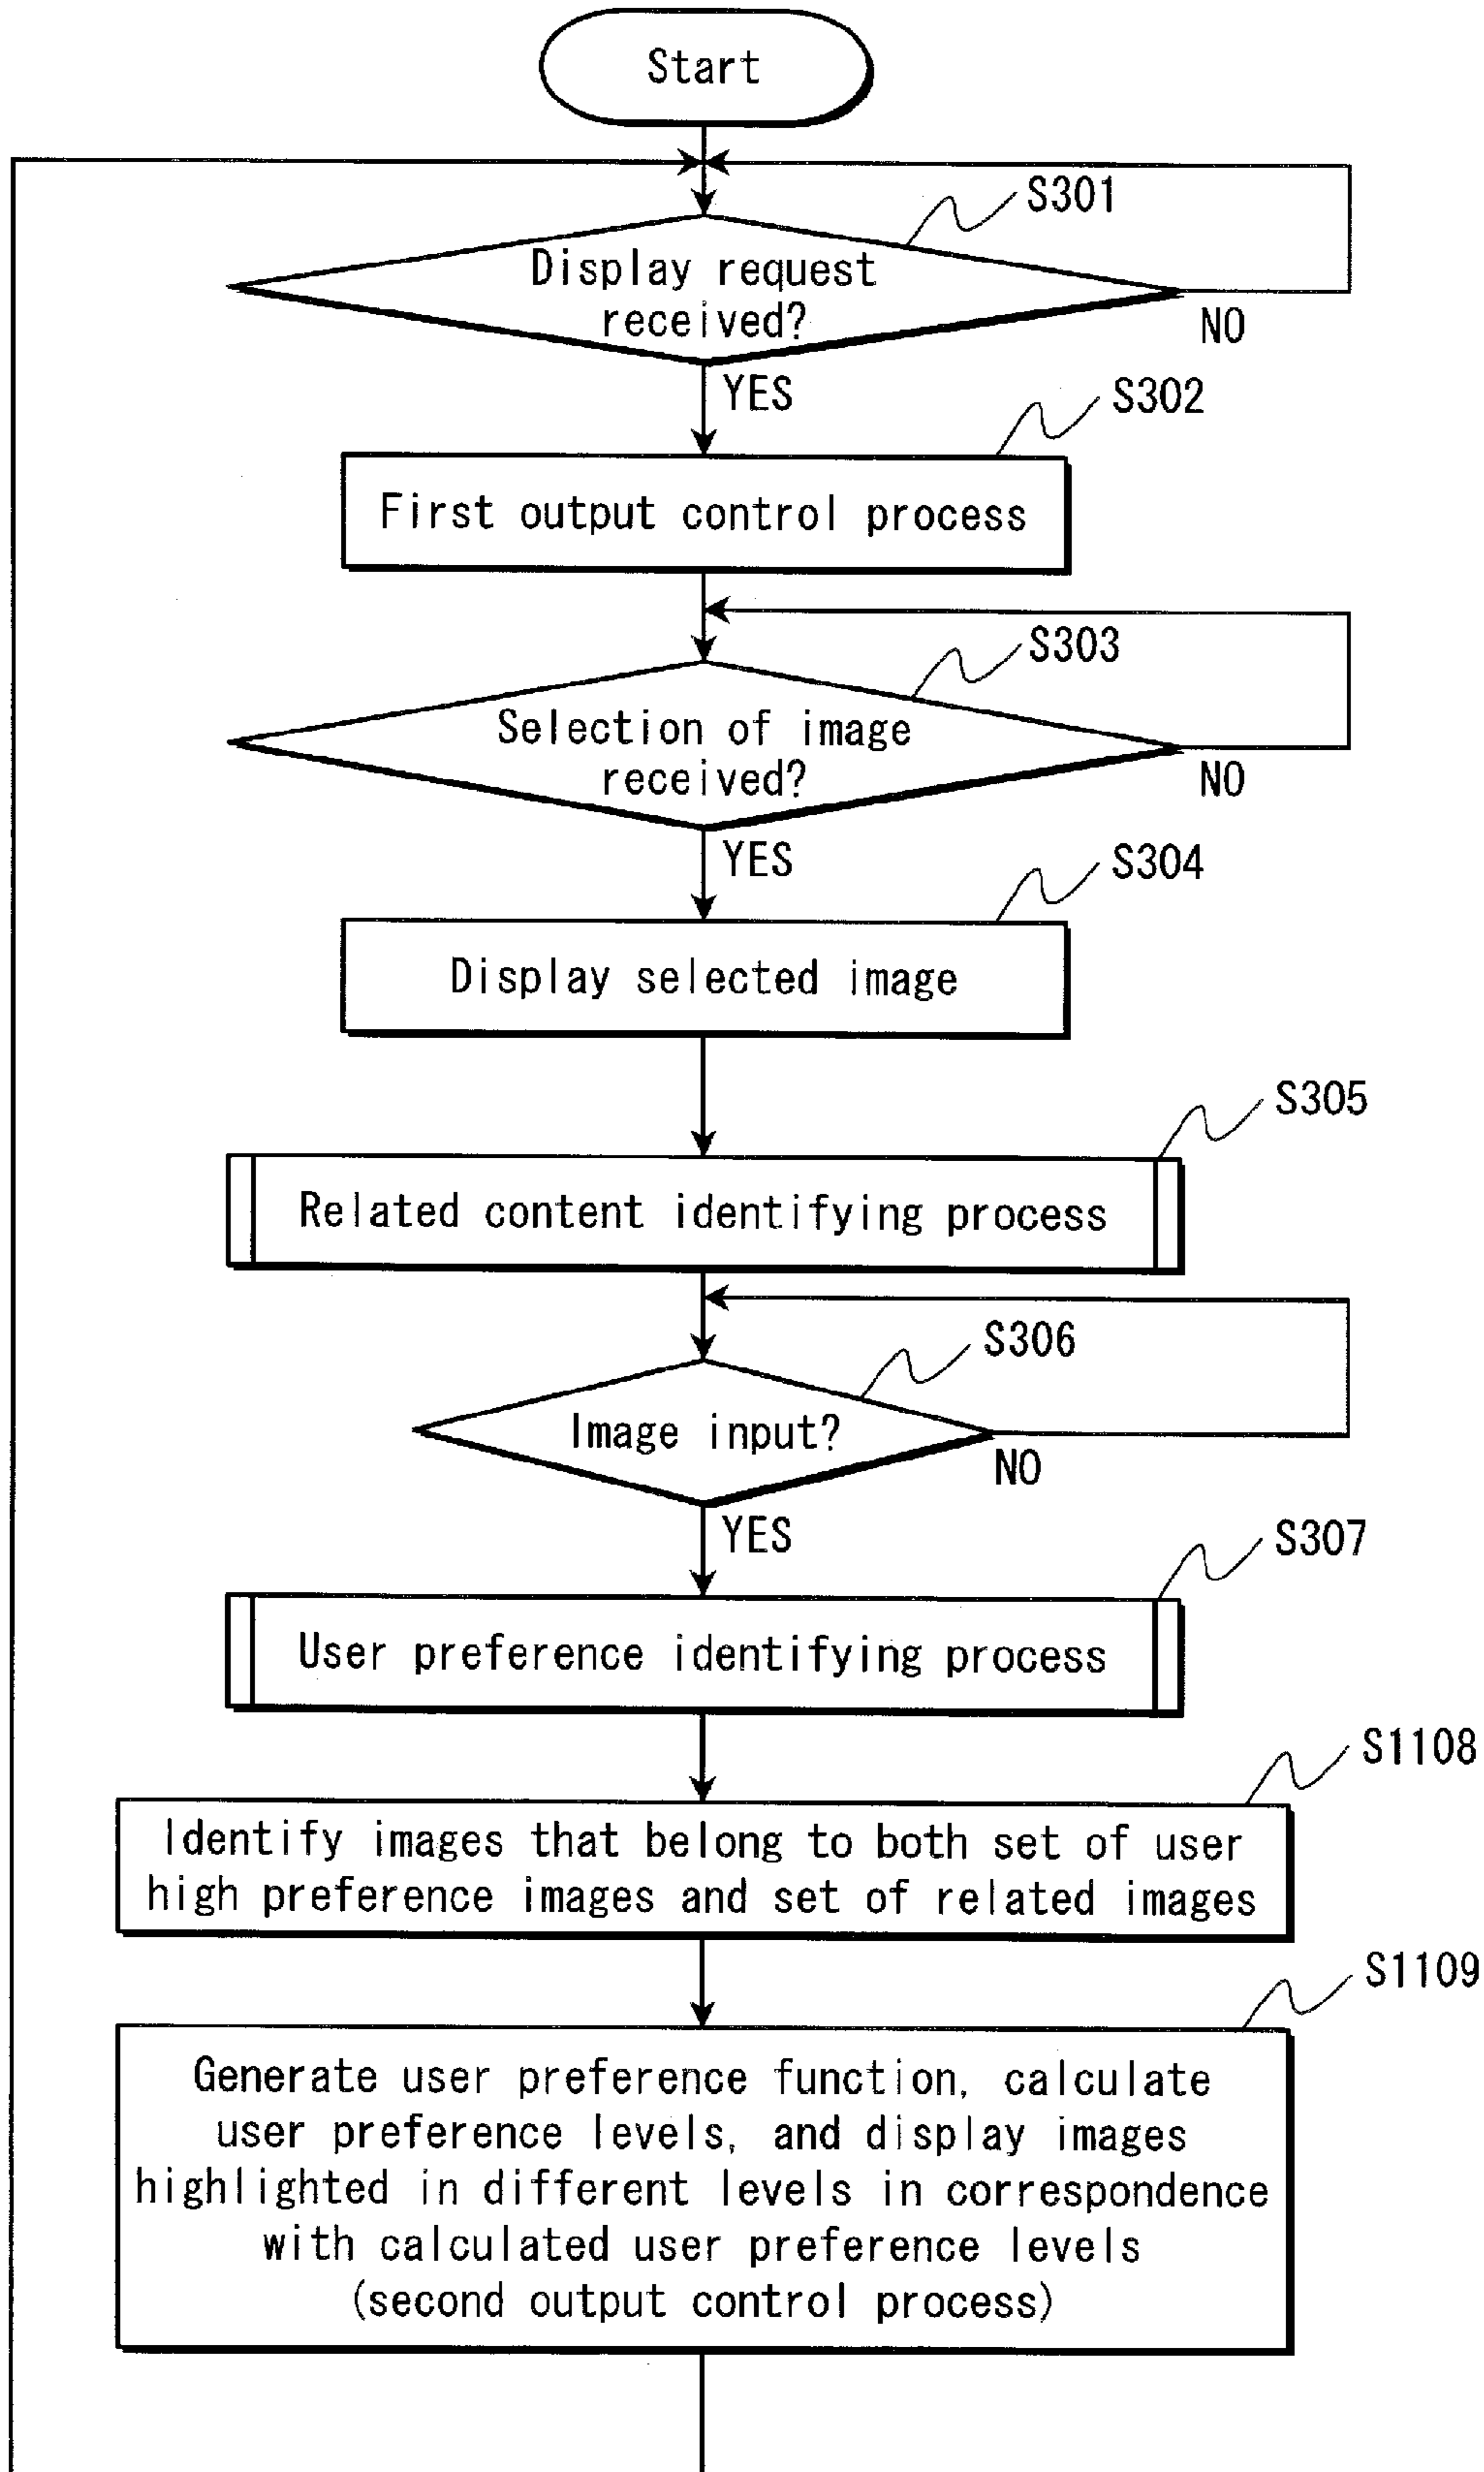 Start
S301
Display request
received?
NO
YES
S302
First output control process
S303
Selection of image
received?
NO
YES
S304
Display selected image
S305
Related content identifying process
S306
Image input?
NO
YES
S307
User preference identifying process
S1108
Identify images that belong to both set of user
high preference images and set of related images
S1109
Generate user preference function, calculate
user preference levels, and display images
highlighted in different levels in correspondence
with calculated user preference levels
(second output control process)